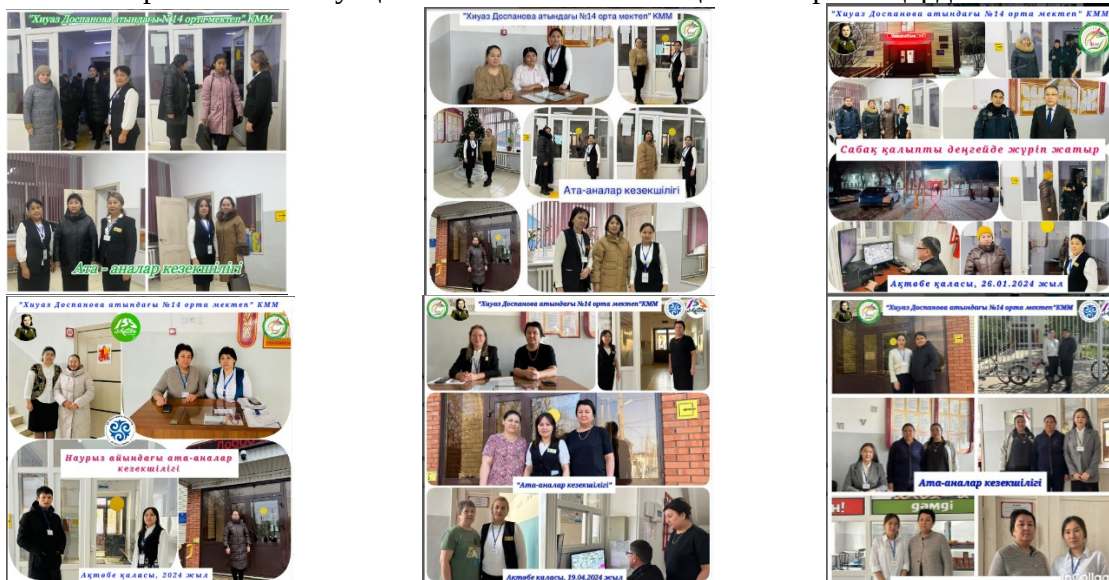 "Хиуаз Доспанова атындағы №14 орта мектеп" КММ
Ата - аналар кезекшілігі
"Хиуаз Доспанова атындағы №14 орта мектеп" КММ
Ата-аналар кезекшілігі
"Хиуаз Доспанова атындағы №14 орта мектеп" КММ
Сабақ қалыпты деңгейде жүріп жатыр
Ақтөбе қаласы, 26.01.2024 жыл
"Хиуаз Доспанова атындағы №14 орта мектеп" КММ
Наурыз айындағы ата-аналар
кезекшілігі
Ақтөбе қаласы, 2024 жыл
"Хиуаз Доспанова атындағы №14 орта мектеп"КММ
"Ата-аналар кезекшілігі"
Ақтөбе қаласы, 19.04.2024 жыл
"Хиуаз Доспанова атындағы №14 орта мектеп"КММ
Ата-аналар кезекшілігі
дәмді